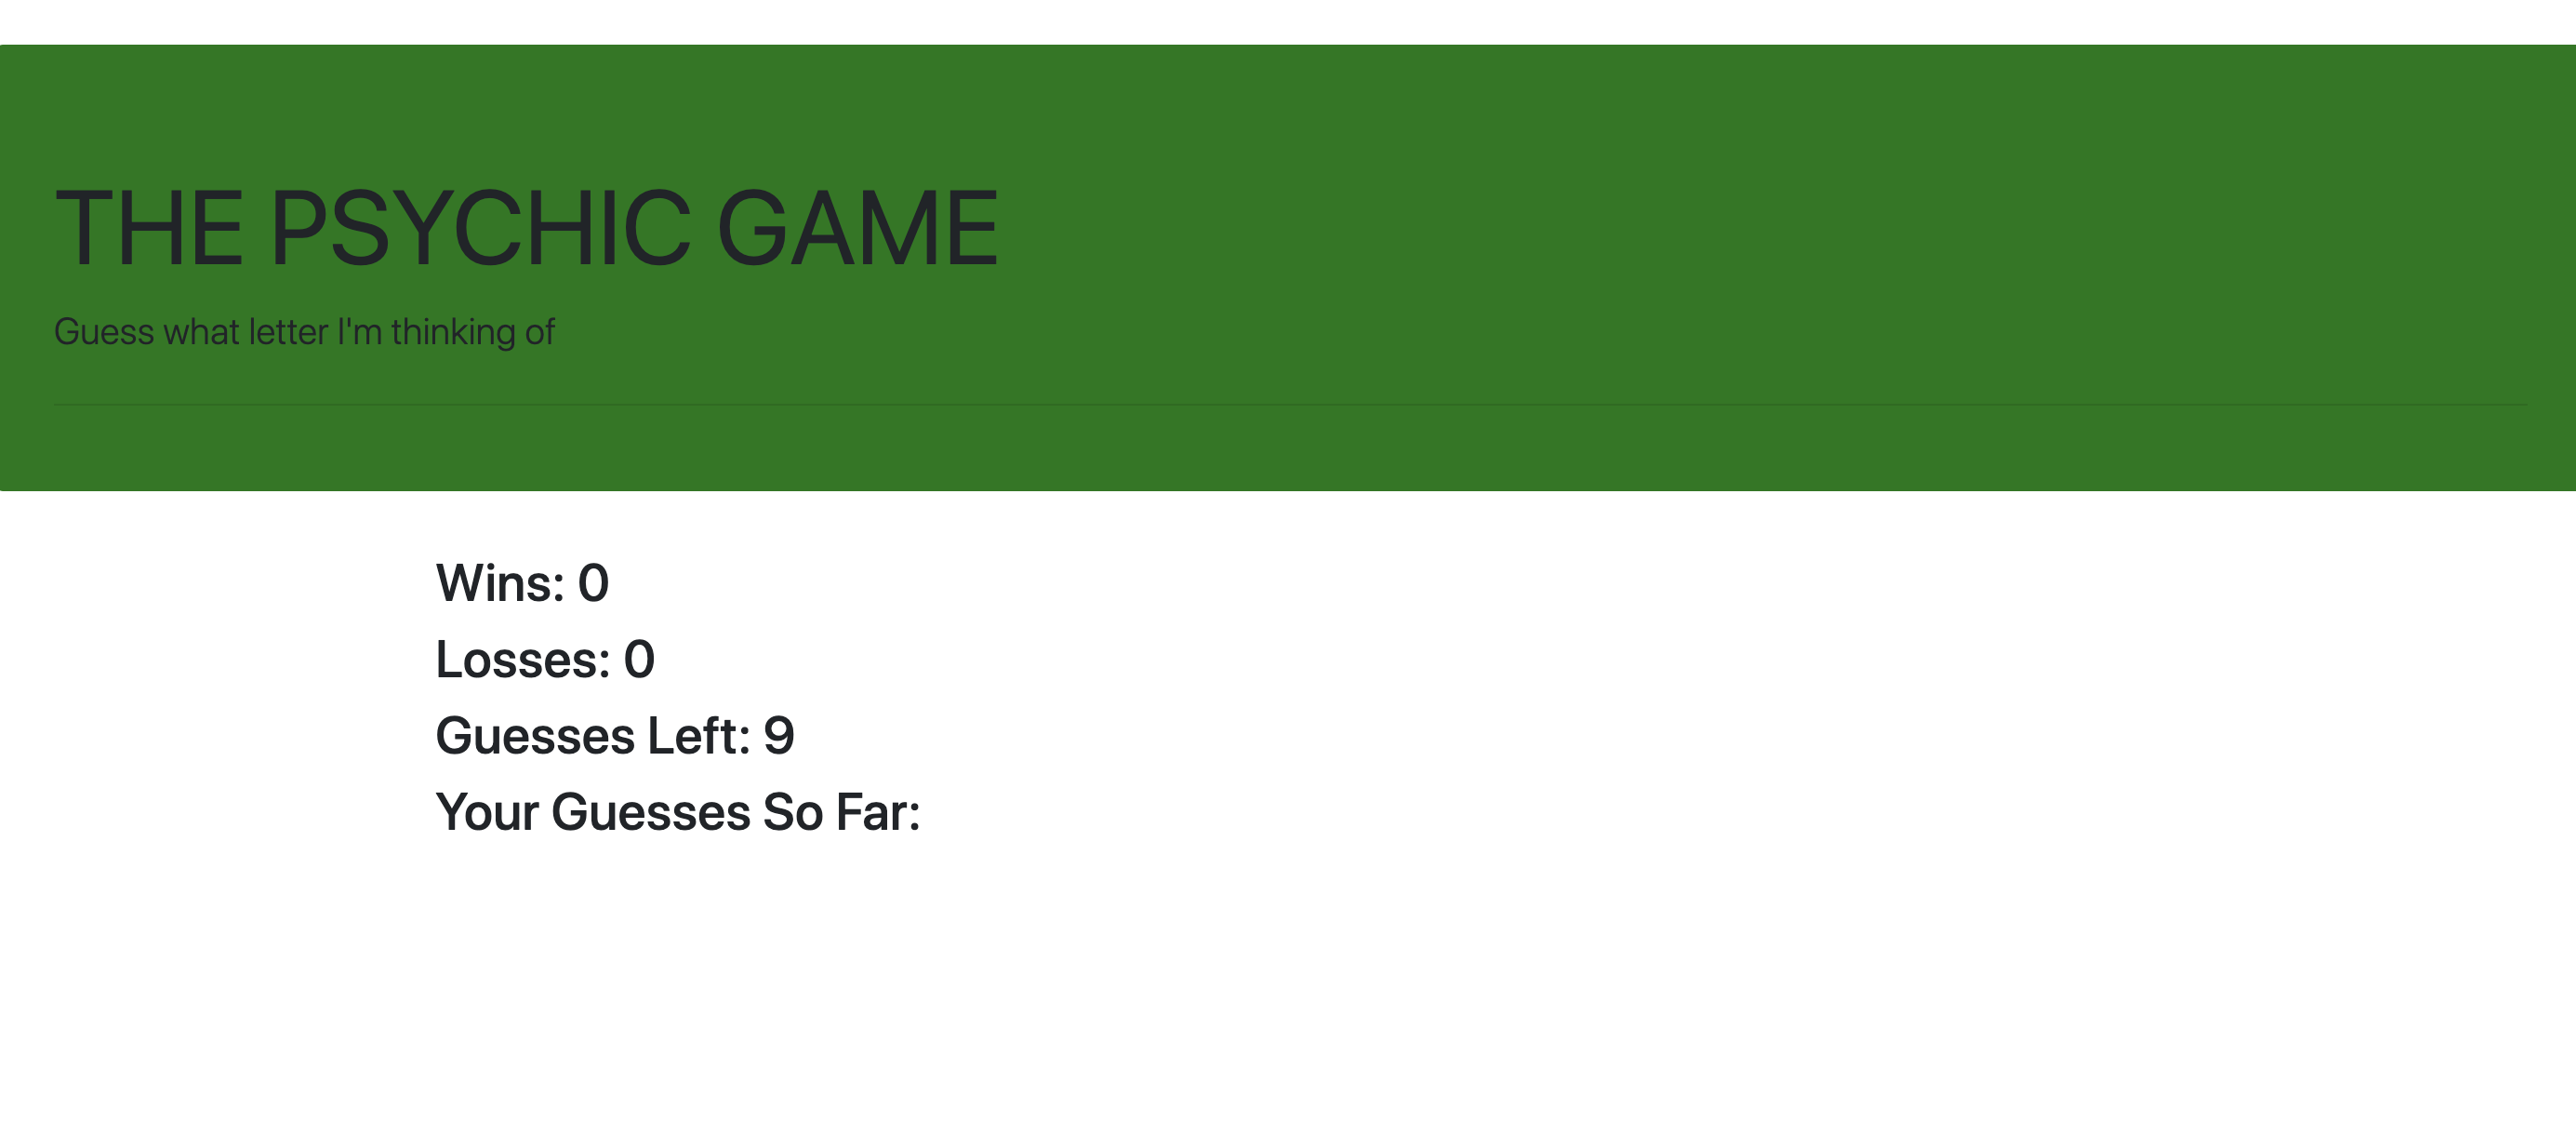 THE PSYCHIC GAME
Guess what letter I'm thinking of
Wins: 0
Losses: 0
Guesses Left: 9
Your Guesses So Far: